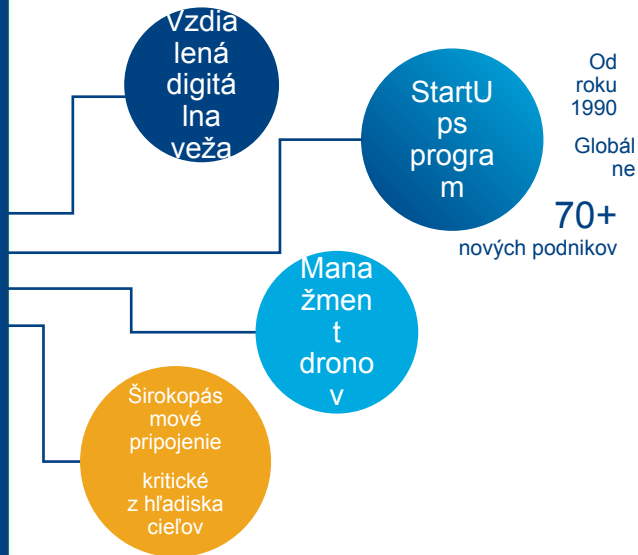 Vzdia
lená
digitá
lna
veža
StartU
ps
progra
m
Od
roku
1990
Globál
ne
70+
nových podnikov
Mana
žmen
t
drono
v
Širokopás
mové
pripojenie
kritické
z hľadiska
cieľov